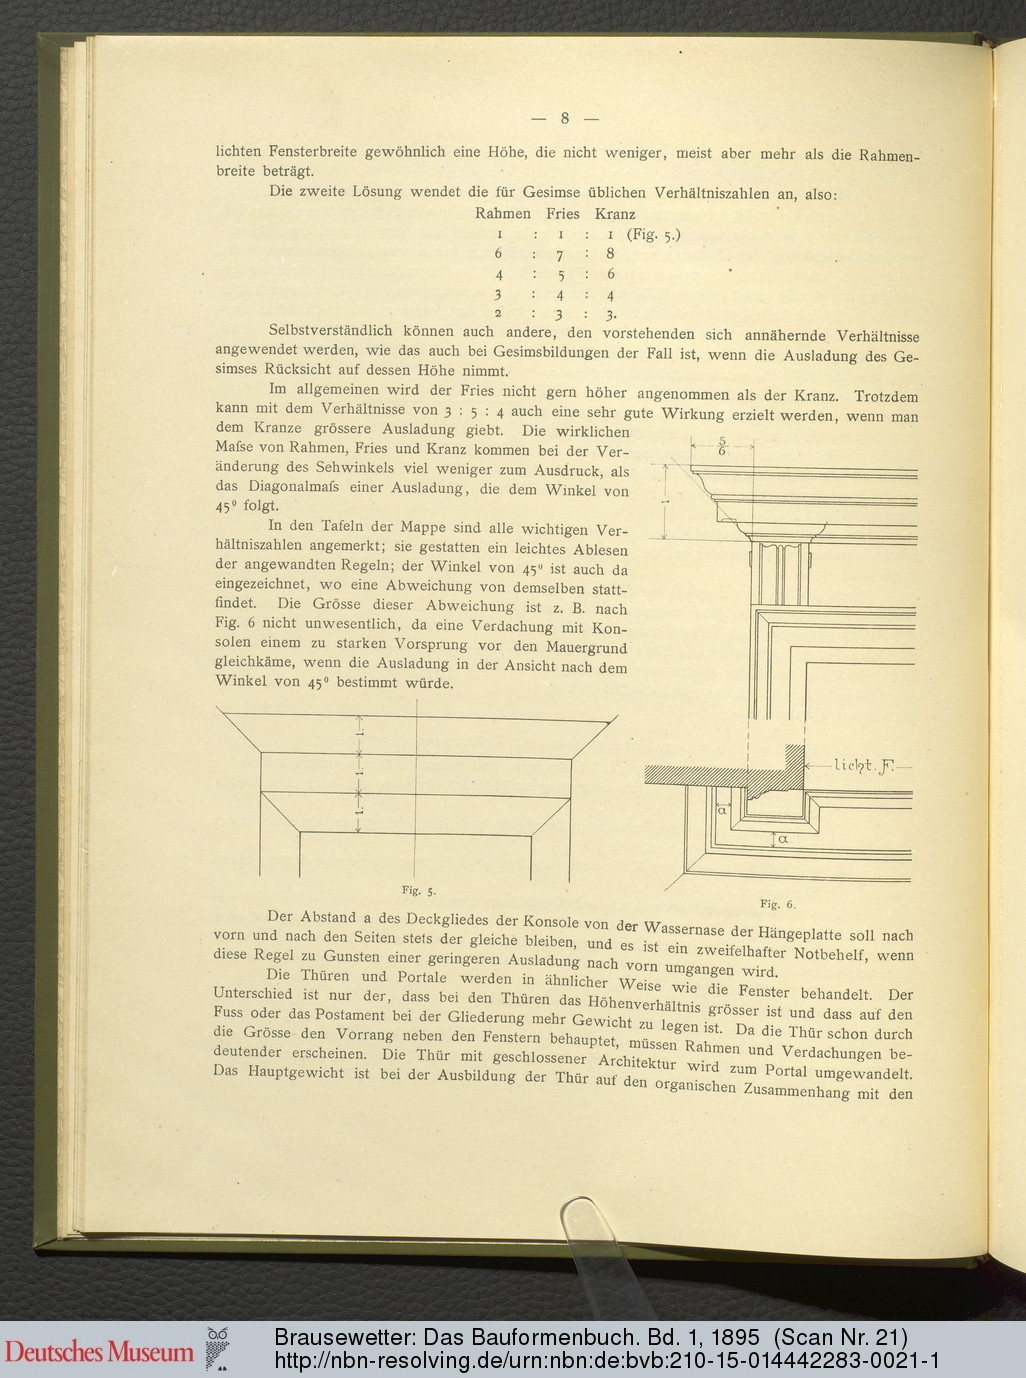 — 8 —
lichten Fensterbreite gewöhnlich eine Höhe, die nicht weniger, meist aber mehr als die Rahmen-
breite beträgt.
Die zweite Lösung wendet die für Gesimse üblichen Verhältniszahlen an, also:
Rahmen Fries Kranz
1 : 1 : 1 (Fig. 5.)
6 : 7 : 8
4 : 5 : 6
3 : 4 : 4
2 : 3 : 3.
Selbstverständlich können auch andere, den vorstehenden sich annähernde Verhältnisse
angewendet werden, wie das auch bei Gesimsbildungen der Fall ist, wenn die Ausladung des Ge-
simses Rücksicht auf dessen Höhe nimmt.
Im allgemeinen wird der Fries nicht gern höher angenommen als der Kranz. Trotzdem
kann mit dem Verhältnisse von 3 : 5 : 4 auch eine sehr gute Wirkung erzielt werden, wenn man
dem Kranze grössere Ausladung giebt. Die wirklichen
Maſse von Rahmen, Fries und Kranz kommen bei der Ver-
änderung des Sehwinkels viel weniger zum Ausdruck, als
das Diagonalmaſs einer Ausladung, die dem Winkel von
45⁰ folgt.
In den Tafeln der Mappe sind alle wichtigen Ver-
hältniszahlen angemerkt; sie gestatten ein leichtes Ablesen
der angewandten Regeln; der Winkel von 45⁰ ist auch da
eingezeichnet, wo eine Abweichung von demselben statt-
findet. Die Grösse dieser Abweichung ist z. B. nach
Fig. 6 nicht unwesentlich, da eine Verdachung mit Kon-
solen einem zu starken Vorsprung vor den Mauergrund
gleichkäme, wenn die Ausladung in der Ansicht nach dem
Winkel von 45⁰ bestimmt würde.
5
6
1
1.
1.
1.
Fig. 5.
licht. F.
a
a
Fig. 6.
Der Abstand a des Deckgliedes der Konsole von der Wassernase der Hängeplatte soll nach
vorn und nach den Seiten stets der gleiche bleiben, und es ist ein zweifelhafter Notbehelf, wenn
diese Regel zu Gunsten einer geringeren Ausladung nach vorn umgangen wird.
Die Thüren und Portale werden in ähnlicher Weise wie die Fenster behandelt. Der
Unterschied ist nur der, dass bei den Thüren das Höhenverhältnis grösser ist und dass auf den
Fuss oder das Postament bei der Gliederung mehr Gewicht zu legen ist. Da die Thür schon durch
die Grösse den Vorrang neben den Fenstern behauptet, müssen Rahmen und Verdachungen be-
deutender erscheinen. Die Thür mit geschlossener Architektur wird zum Portal umgewandelt.
Das Hauptgewicht ist bei der Ausbildung der Thür auf den organischen Zusammenhang mit den
Deutsches Museum
Brausewetter: Das Bauformenbuch. Bd. 1, 1895 (Scan Nr. 21)
http://nbn-resolving.de/urn:nbn:de:bvb:210-15-014442283-0021-1